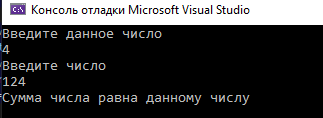 Консоль отладки Microsoft Visual Studio
Введите данное число
4
Введите число
124
Сумма числа равна данному числу